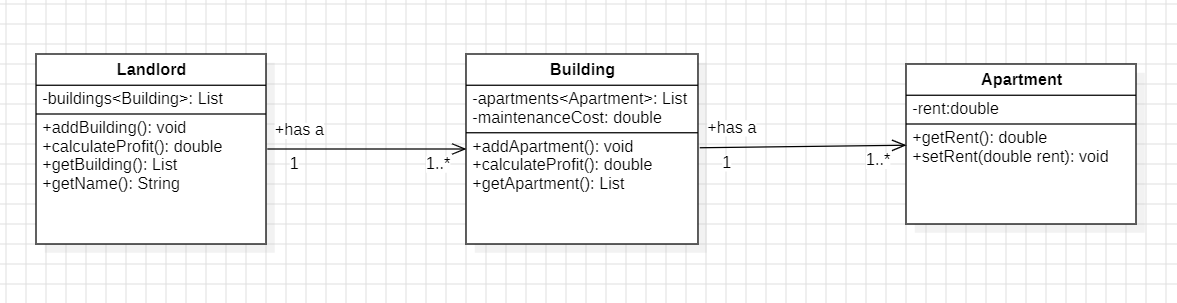 Landlord
-buildings<Building>: List
+addBuilding(): void
+calculateProfit(): double
+getBuilding(): List
+getName(): String
+has a
1
1..*
Building
-apartments<Apartment>: List
-maintenanceCost: double
+addApartment(): void
+calculateProfit(): double
+getApartment(): List
+has a
1
1..*
Apartment
-rent:double
+getRent(): double
+setRent(double rent): void